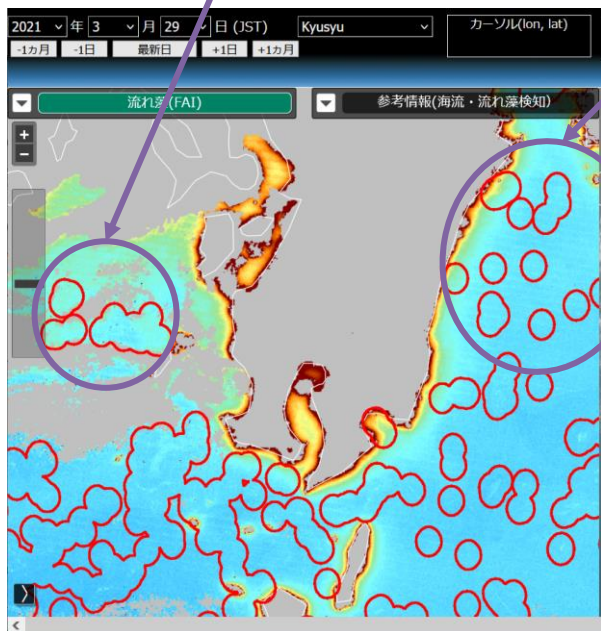 2021 年 3 月 29 日 (JST) Kyusyu カーソル(lon, lat)
-1カ月 -1日 最新日 +1日 +1カ月
流れ藻(FAI) 参考情報(海流・流れ藻検知)
+
−